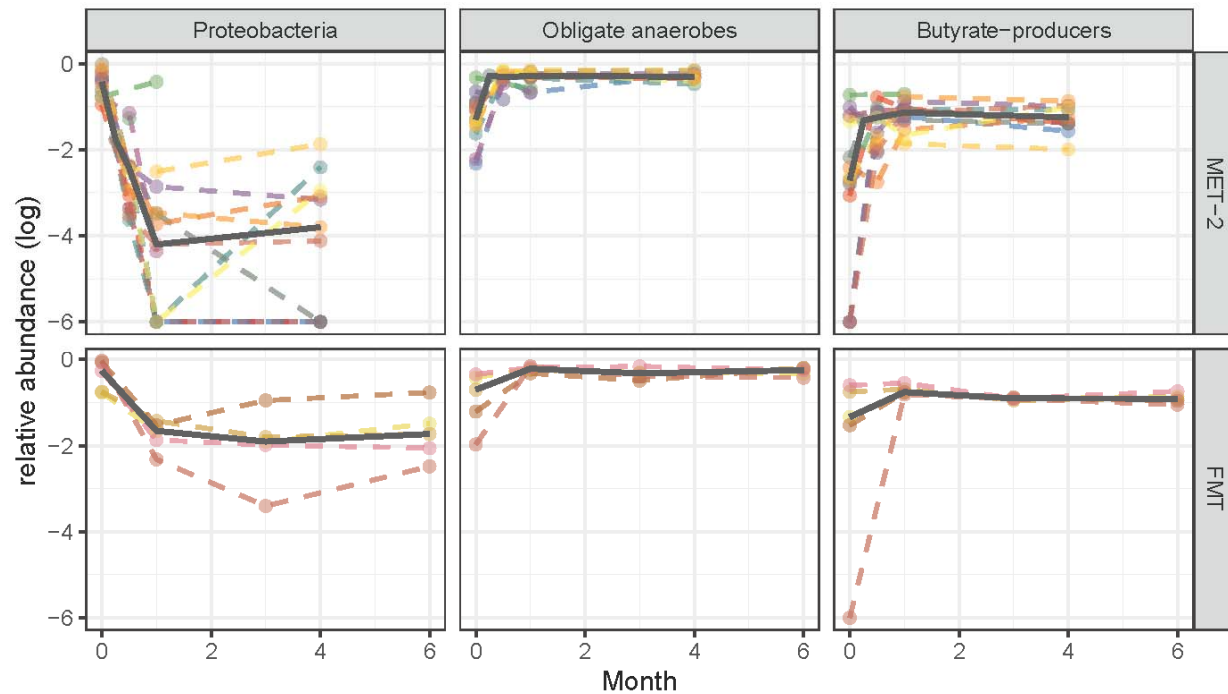 Proteobacteria
Obligate anaerobes
Butyrate−producers
relative abundance (log)
0
−2
−4
−6
MET−2
0
−2
−4
−6
FMT
0 2 4 6
0 2 4 6
0 2 4 6
Month